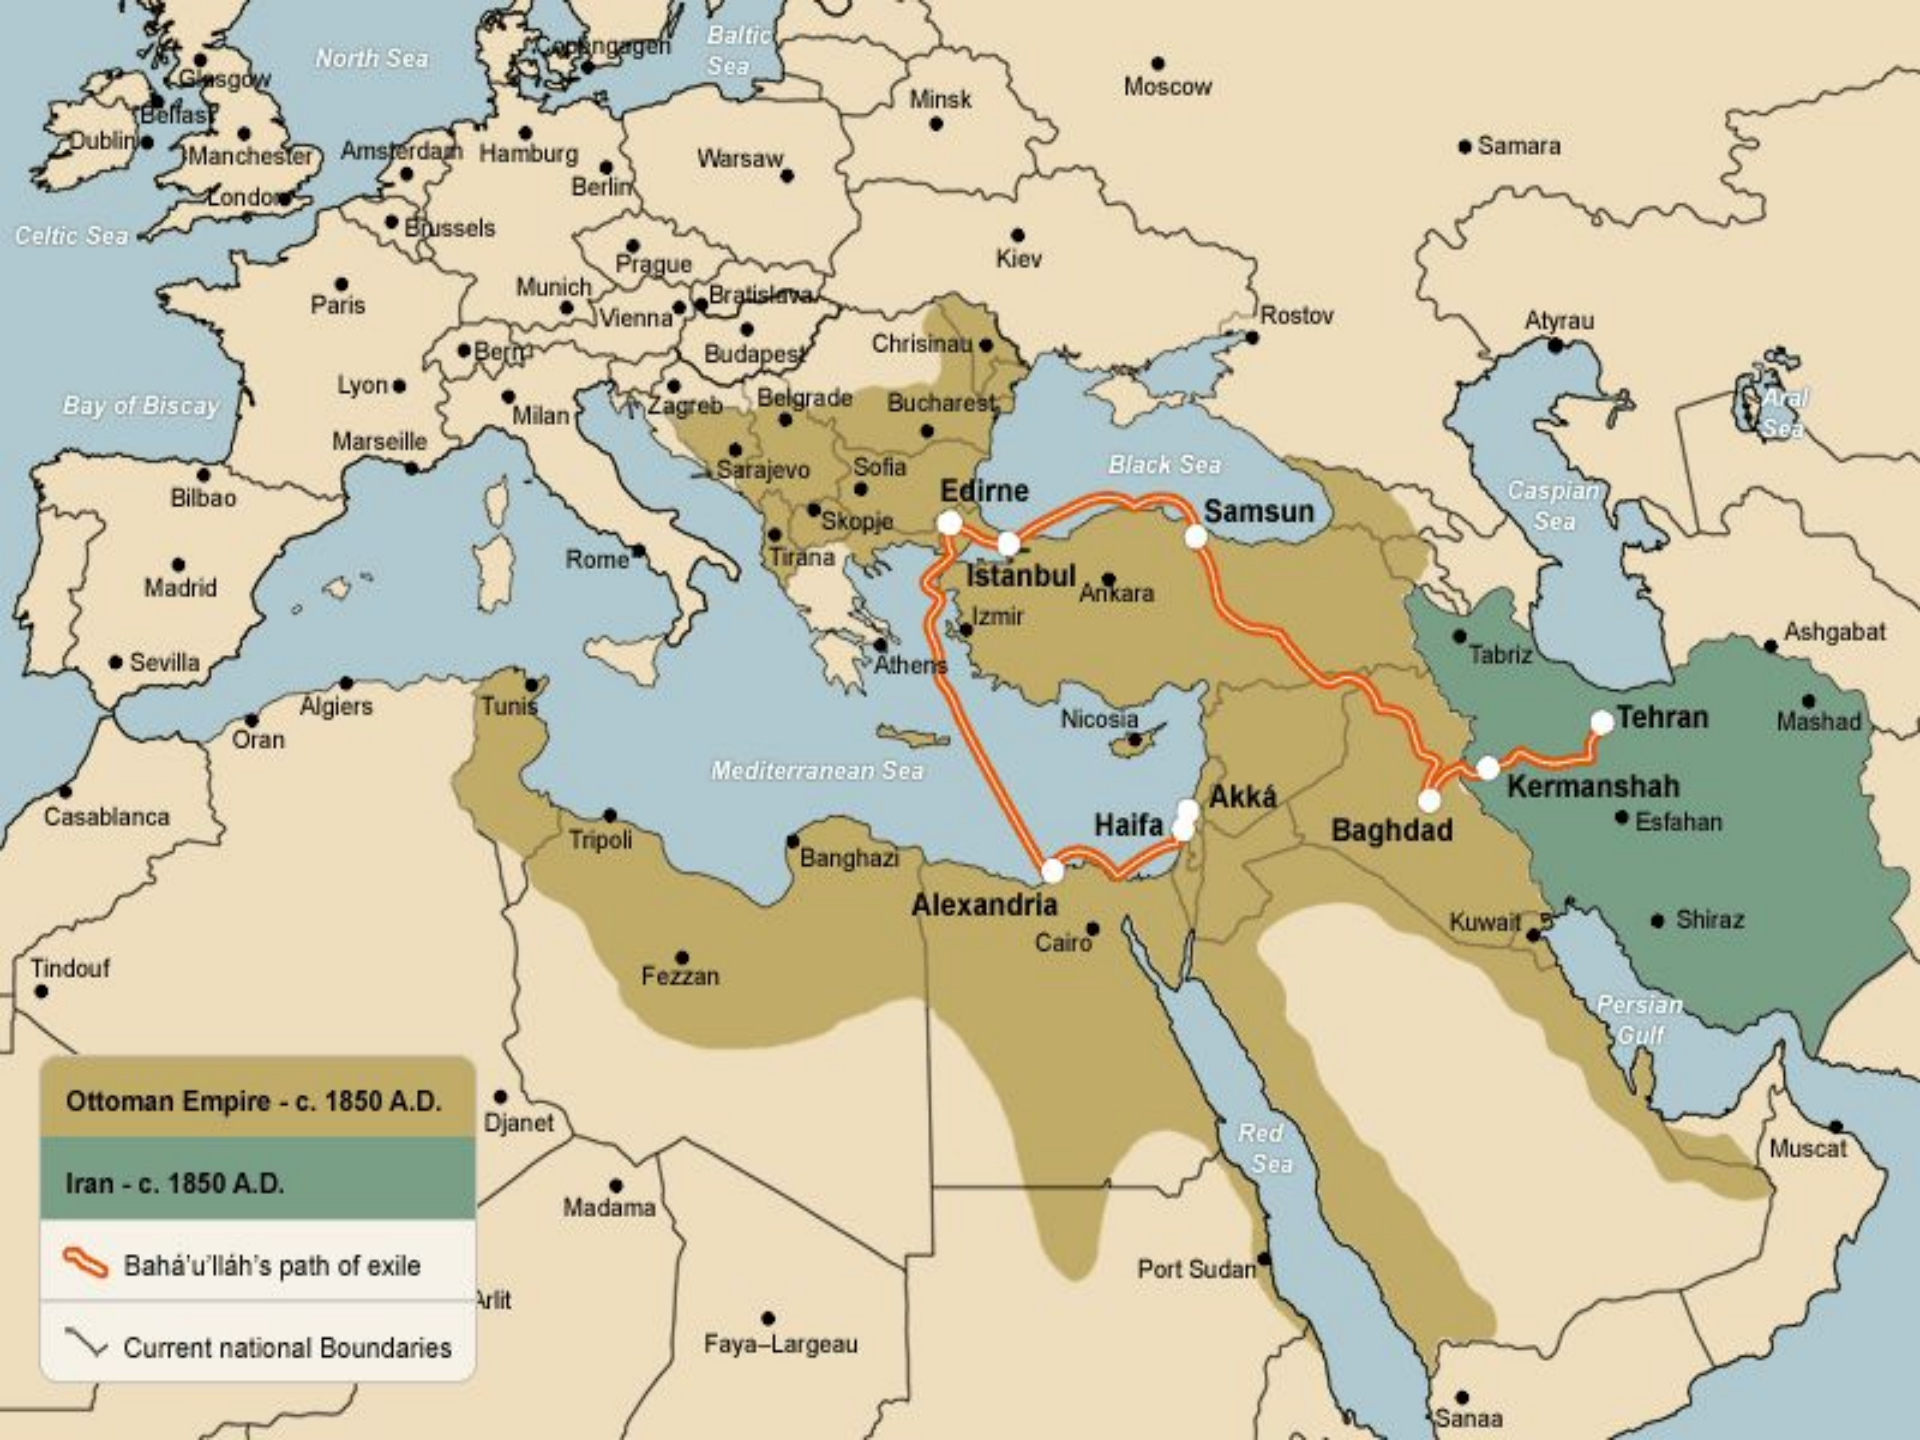 North Sea
Baltic
Sea
Copengagen
Glasgow
Belfast
Dublin
Manchester
London
Celtic Sea
Amsterdam
Hamburg
Berlin
Brussels
Warsaw
Minsk
Moscow
Samara
Prague
Kiev
Paris
Munich
Vienna
Bratislava
Budapest
Chrisinau
Rostov
Atyrau
Bern
Lyon
Milan
Zagreb
Belgrade
Bucharest
Aral
Sea
Bay of Biscay
Marseille
Sarajevo
Sofia
Black Sea
Caspian
Sea
Bilbao
Edirne
Samsun
Skopje
Madrid
Rome
Tirana
Istanbul
Ankara
Izmir
Sevilla
Athens
Tabriz
Ashgabat
Algiers
Tunis
Oran
Nicosia
Tehran
Mashad
Mediterranean Sea
Casablanca
Kermanshah
Akká
Haifa
Baghdad
Esfahan
Tripoli
Banghazi
Alexandria
Cairo
Kuwait
Shiraz
Tindouf
Fezzan
Persian
Gulf
Ottoman Empire - c. 1850 A.D.
Djanet
Red
Sea
Muscat
Iran - c. 1850 A.D.
Madama
Bahá'u'lláh's path of exile
Port Sudan
Arlit
Current national Boundaries
Faya–Largeau
Sanaa